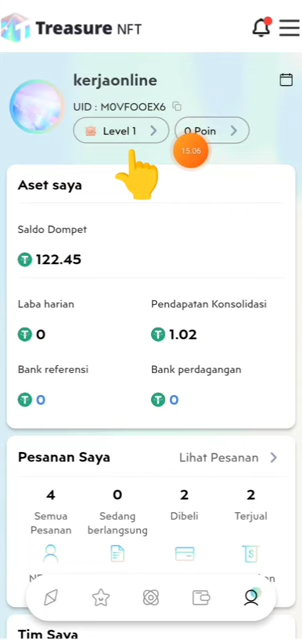 Treasure NFT
kerjaonline
UID : M0VFOOEX6
Level 1
0 Poin
15.06
Aset saya
Saldo Dompet
122.45
Laba harian
Pendapatan Konsolidasi
0
1.02
Bank referensi
Bank perdagangan
0
0
Pesanan Saya
Lihat Pesanan
4
0
2
2
Semua
Pesanan
Sedang
berlangsung
Dibeli
Terjual
Tim Saya